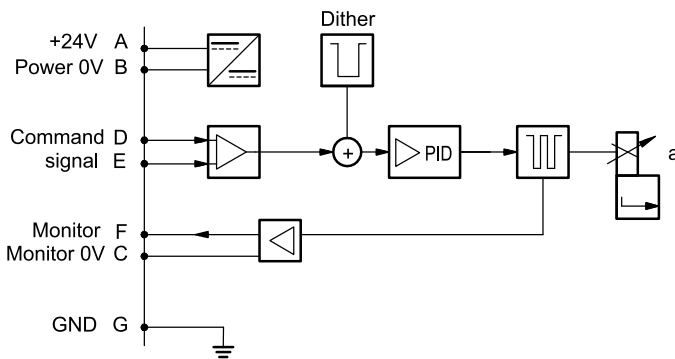 Dither
+24V A
Power 0V B
Command D
signal E
PID
a
Monitor F
Monitor 0V C
GND G